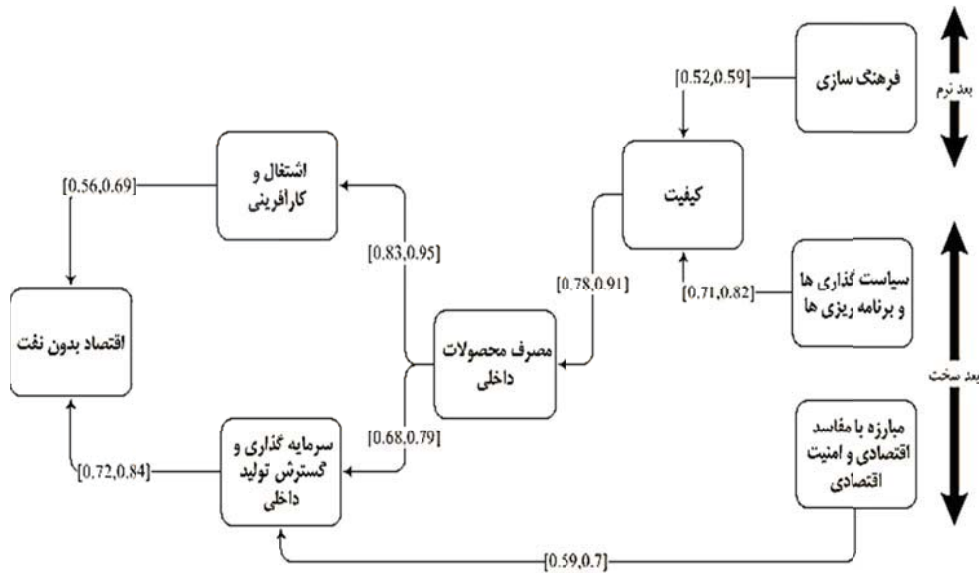 فرهنگ سازی
بعد نرم
[0.52,0.59]
کیفیت
اشتغال و
کارآفرینی
[0.56,0.69]
[0.83,0.95]
[0.78,0.91]
[0.71,0.82]
سیاست گذاری ها
و برنامه ریزی ها
بعد سخت
مصرف محصولات
داخلی
اقتصاد بدون نفت
مبارزه با مفاسد
اقتصادی و امنیت
اقتصادی
[0.68,0.79]
سرمایه گذاری و
گسترش تولید
داخلی
[0.72,0.84]
[0.59,0.7]